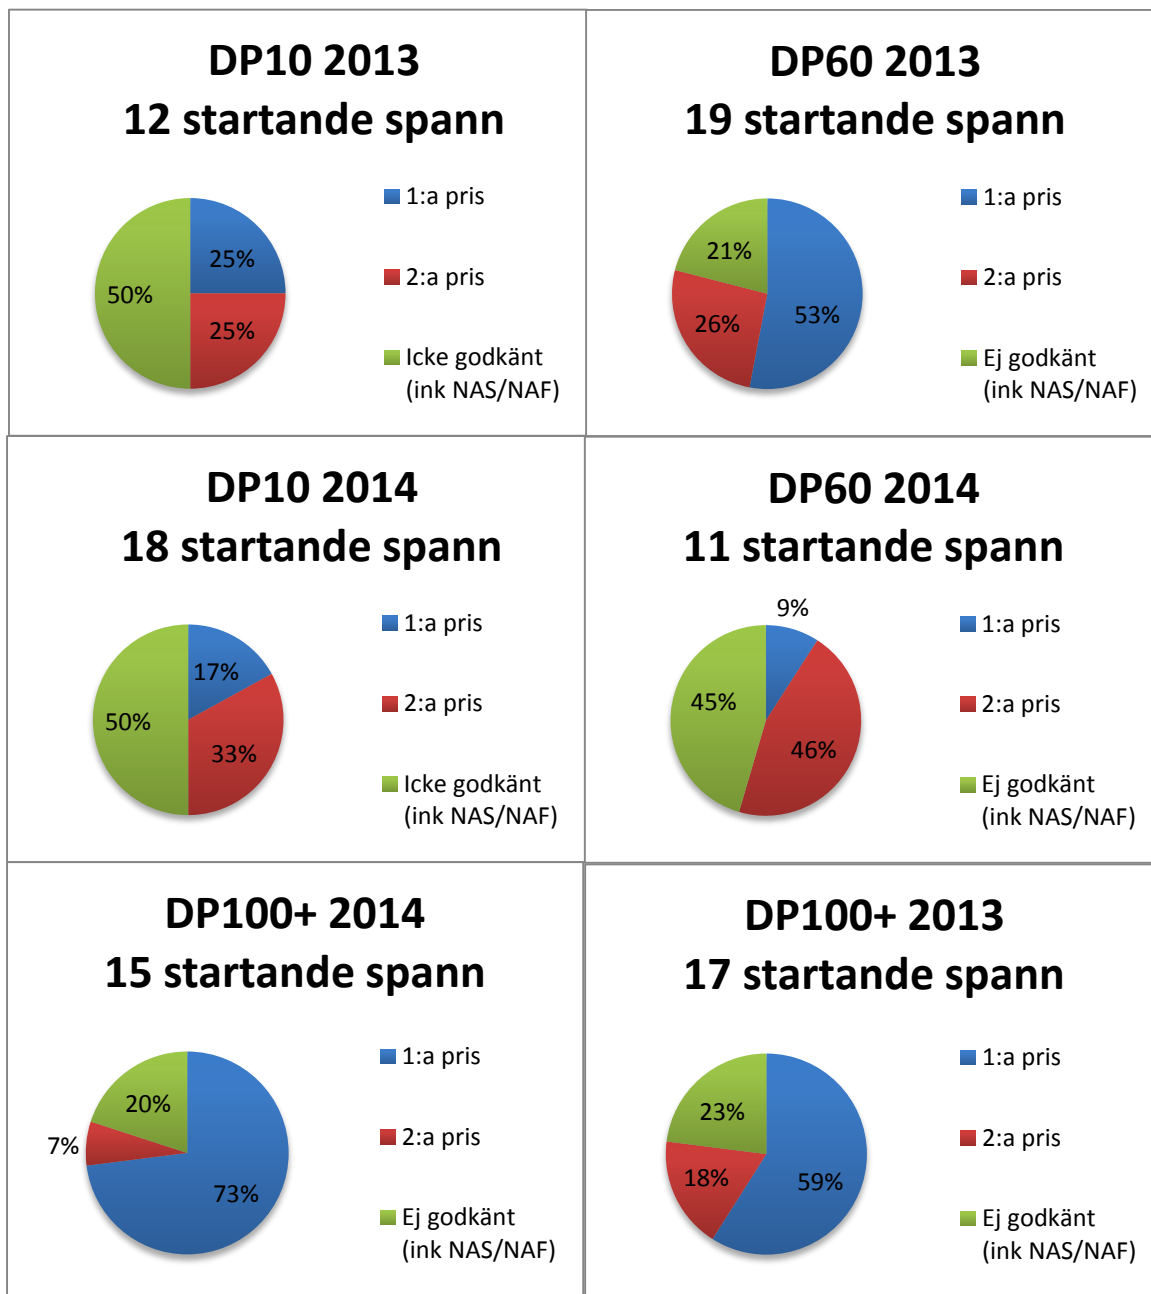 DP10 2013
12 startande spann
1:a pris
2:a pris
Icke godkänt
(ink NAS/NAF)
25%
25%
50%
DP60 2013
19 startande spann
1:a pris
2:a pris
Ej godkänt
(ink NAS/NAF)
53%
26%
21%
DP10 2014
18 startande spann
1:a pris
2:a pris
Icke godkänt
(ink NAS/NAF)
17%
33%
50%
DP60 2014
11 startande spann
1:a pris
2:a pris
Ej godkänt
(ink NAS/NAF)
9%
46%
45%
DP100+ 2014
15 startande spann
1:a pris
2:a pris
Ej godkänt
(ink NAS/NAF)
73%
7%
20%
DP100+ 2013
17 startande spann
1:a pris
2:a pris
Ej godkänt
(ink NAS/NAF)
59%
18%
23%